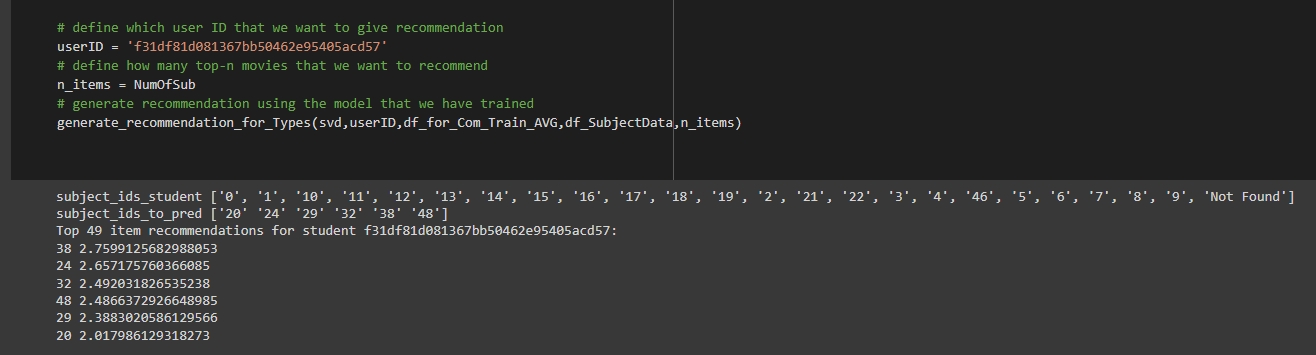 # define which user ID that we want to give recommendation
userID = 'f31df81d081367bb50462e95405acd57'
# define how many top-n movies that we want to recommend
n_items = NumOfSub
# generate recommendation using the model that we have trained
generate_recommendation_for_Types(svd,userID,df_for_Com_Train_AVG,df_SubjectData,n_items)
subject_ids_student ['0', '1', '10', '11', '12', '13', '14', '15', '16', '17', '18', '19', '2', '21', '22', '3', '4', '46', '5', '6', '7', '8', '9', 'Not Found']
subject_ids_to_pred ['20' '24' '29' '32' '38' '48']
Top 49 item recommendations for student f31df81d081367bb50462e95405acd57:
38 2.7599125682988053
24 2.657175760366085
32 2.492031826535238
48 2.4866372926648985
29 2.3883020586129566
20 2.017986129318273